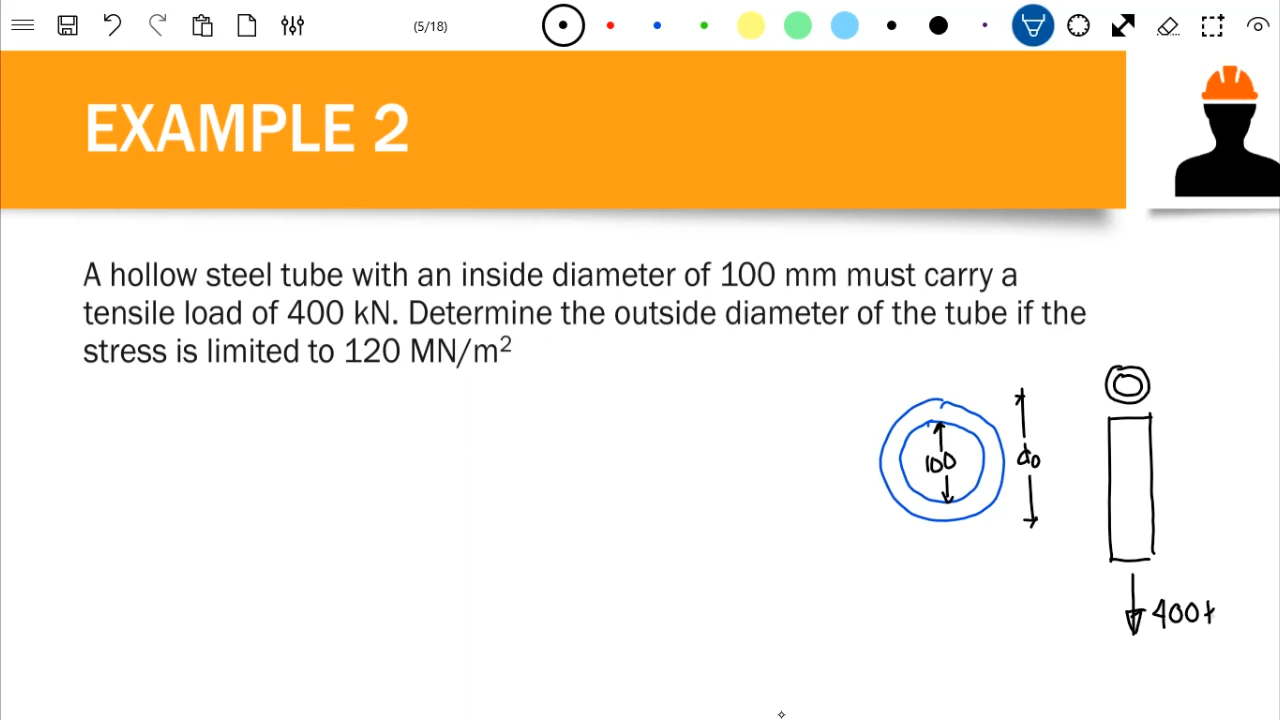 (5/18)
EXAMPLE 2
A hollow steel tube with an inside diameter of 100 mm must carry a
tensile load of 400 kN. Determine the outside diameter of the tube if the
stress is limited to 120 MN/m²
100
do
400k